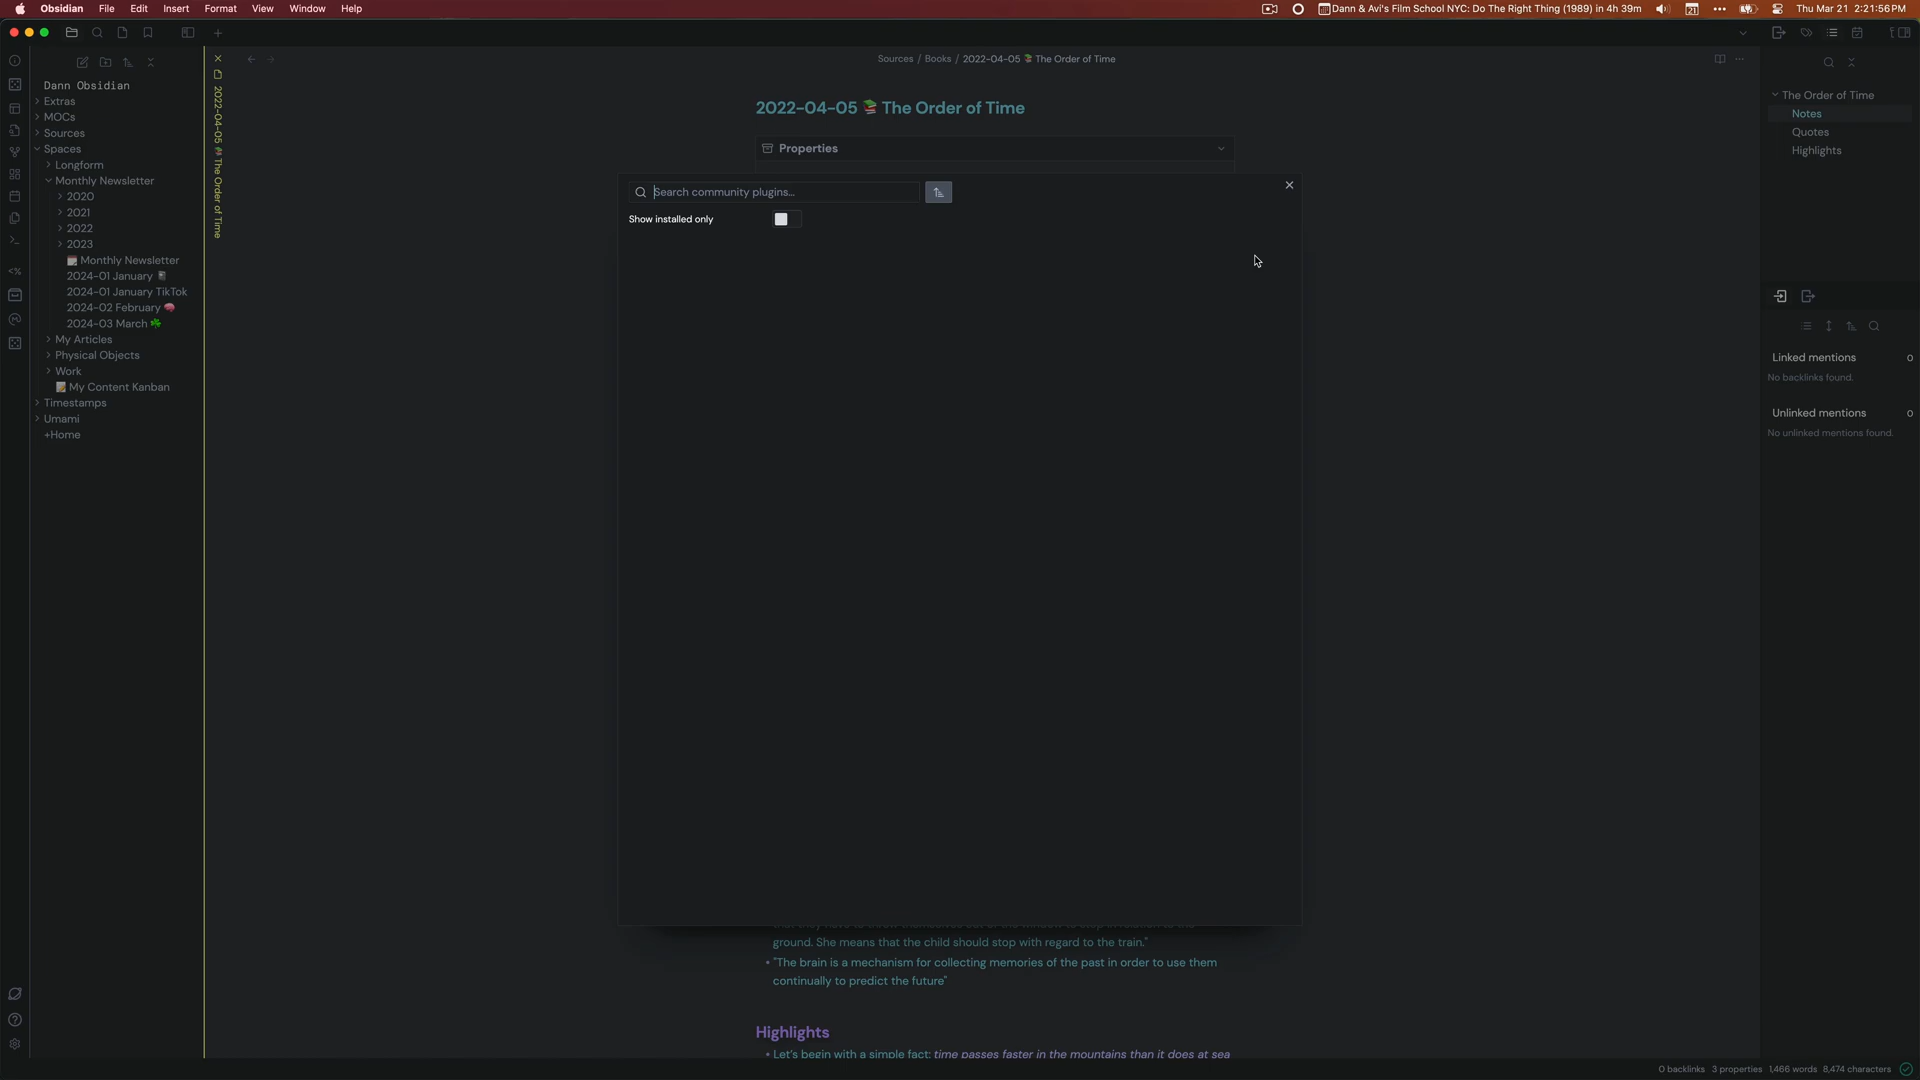 Obsidian File Edit Insert Format View Window Help
Dann & Avi's Film School NYC: Do The Right Thing (1989) in 4h 39m
21
Thu Mar 21 2:21:56 PM
Dann Obsidian
Extras
MOCs
Sources
Spaces
Longform
Monthly Newsletter
2020
2021
2022
2023
Monthly Newsletter
2024-01 January
2024-01 January TikTok
2024-02 February
2024-03 March
My Articles
Physical Objects
Work
My Content Kanban
Timestamps
Umami
+Home
2022-04-05 The Order of Time
Sources / Books / 2022-04-05 The Order of Time
2022-04-05 The Order of Time
Properties
Search community plugins...
Show installed only
ground. She means that the child should stop with regard to the train."
• "The brain is a mechanism for collecting memories of the past in order to use them
continually to predict the future"
Highlights
• Let's begin with a simple fact: time passes faster in the mountains than it does at sea
The Order of Time
Notes
Quotes
Highlights
Linked mentions 0
No backlinks found.
Unlinked mentions 0
No unlinked mentions found.
0 backlinks 3 properties 1,466 words 8,474 characters